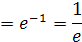 = e⁻¹ = 1/e